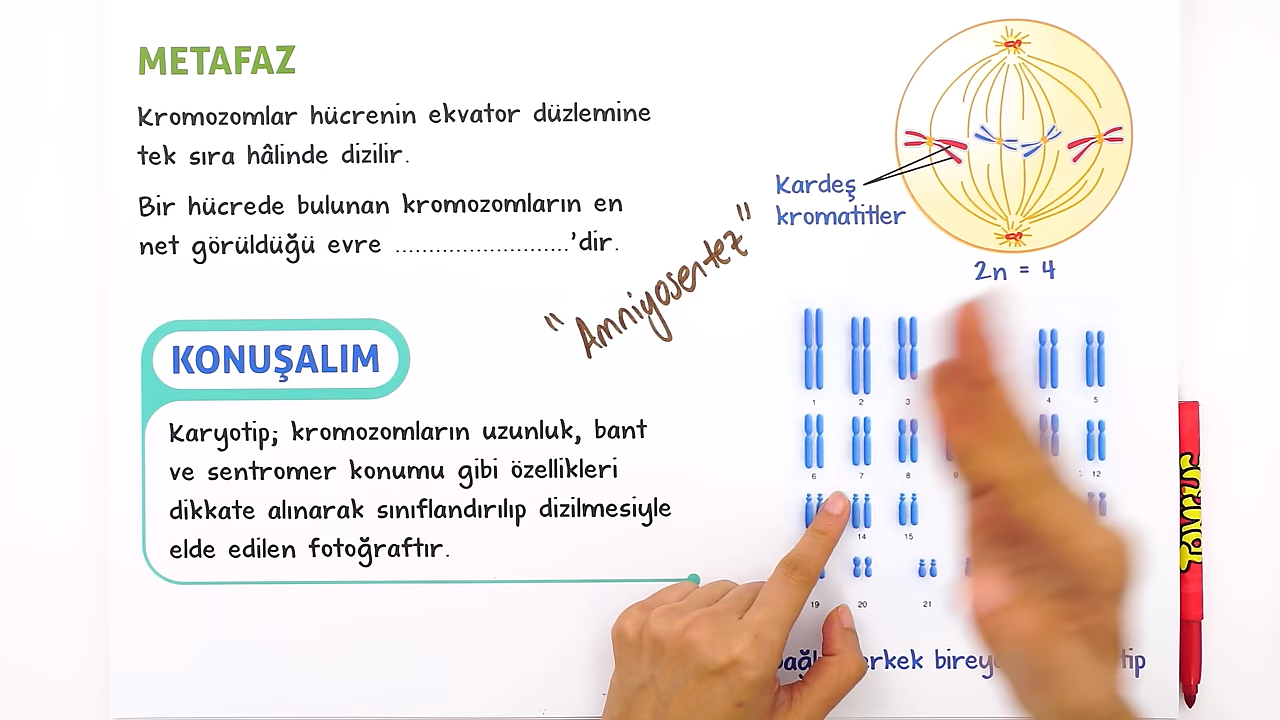 METAFAZ
Kromozomlar hücrenin ekvator düzlemine
tek sıra hâlinde dizilir.
Bir hücrede bulunan kromozomların en
net görüldüğü evre ..........................'dir.
Kardeş
kromatitler
2n = 4
"Amniyosentez"
KONUŞALIM
Karyotip; kromozomların uzunluk, bant
ve sentromer konumu gibi özellikleri
dikkate alınarak sınıflandırılıp dizilmesiyle
elde edilen fotoğraftır.
1 2 3 4 5
6 7 8 9 12
14 15
19 20 21